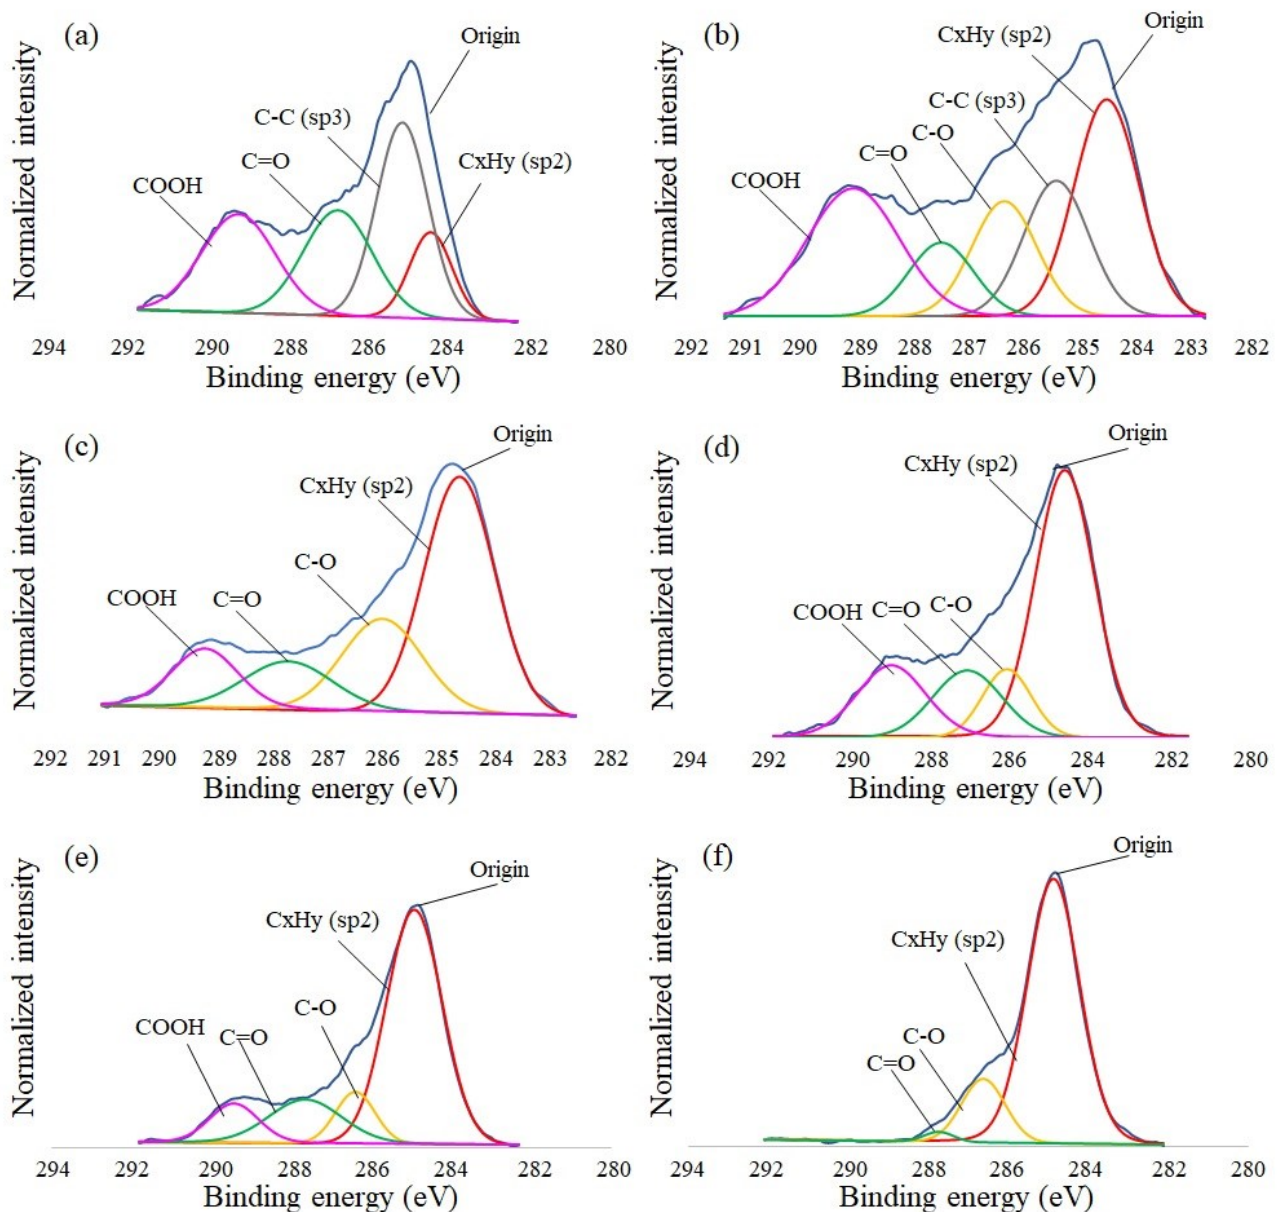 (a)
Origin
C-C (sp3)
C=O
CxHy (sp2)
COOH
Normalized intensity
294 292 290 288 286 284 282 280
Binding energy (eV)
(b)
Origin
CxHy (sp2)
C-C (sp3)
C-O
C=O
COOH
Normalized intensity
292 291 290 289 288 287 286 285 284 283 282
Binding energy (eV)
(c)
Origin
CxHy (sp2)
C-O
COOH C=O
Normalized intensity
292 291 290 289 288 287 286 285 284 283 282
Binding energy (eV)
(d)
Origin
CxHy (sp2)
COOH C=O C-O
Normalized intensity
294 292 290 288 286 284 282 280
Binding energy (eV)
(e)
Origin
CxHy (sp2)
C-O
COOH C=O
Normalized intensity
294 292 290 288 286 284 282 280
Binding energy (eV)
(f)
Origin
CxHy (sp2)
C-O
C=O
Normalized intensity
294 292 290 288 286 284 282 280
Binding energy (eV)